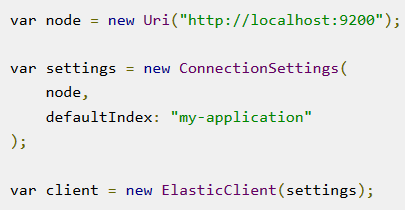 var node = new Uri("http://localhost:9200");
var settings = new ConnectionSettings(
node,
defaultIndex: "my-application"
);
var client = new ElasticClient(settings);